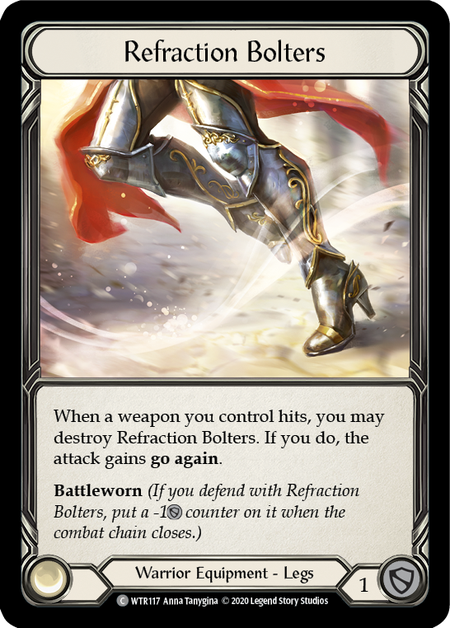 Refraction Bolters
When a weapon you control hits, you may
destroy Refraction Bolters. If you do, the
attack gains go again.
Battleworn (If you defend with Refraction
Bolters, put a -1 counter on it when the
combat chain closes.)
Warrior Equipment - Legs
1
C WTR117 Anna Tanygina © 2020 Legend Story Studios